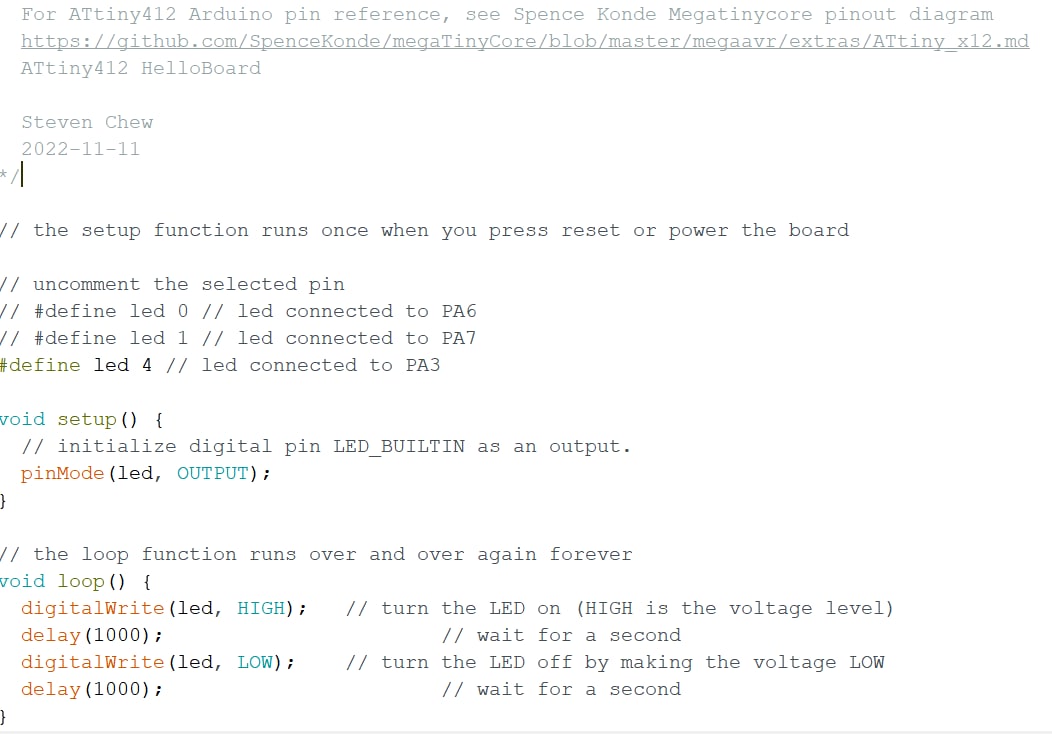 For ATtiny412 Arduino pin reference, see Spence Konde Megatinycore pinout diagram
https://github.com/SpenceKonde/megaTinyCore/blob/master/megaavr/extras/ATtiny_x12.md
ATtiny412 HelloBoard
Steven Chew
2022-11-11
*/
// the setup function runs once when you press reset or power the board
// uncomment the selected pin
// #define led 0 // led connected to PA6
// #define led 1 // led connected to PA7
#define led 4 // led connected to PA3
void setup() {
// initialize digital pin LED_BUILTIN as an output.
pinMode(led, OUTPUT);
}
// the loop function runs over and over again forever
void loop() {
digitalWrite(led, HIGH); // turn the LED on (HIGH is the voltage level)
delay(1000); // wait for a second
digitalWrite(led, LOW); // turn the LED off by making the voltage LOW
delay(1000); // wait for a second
}